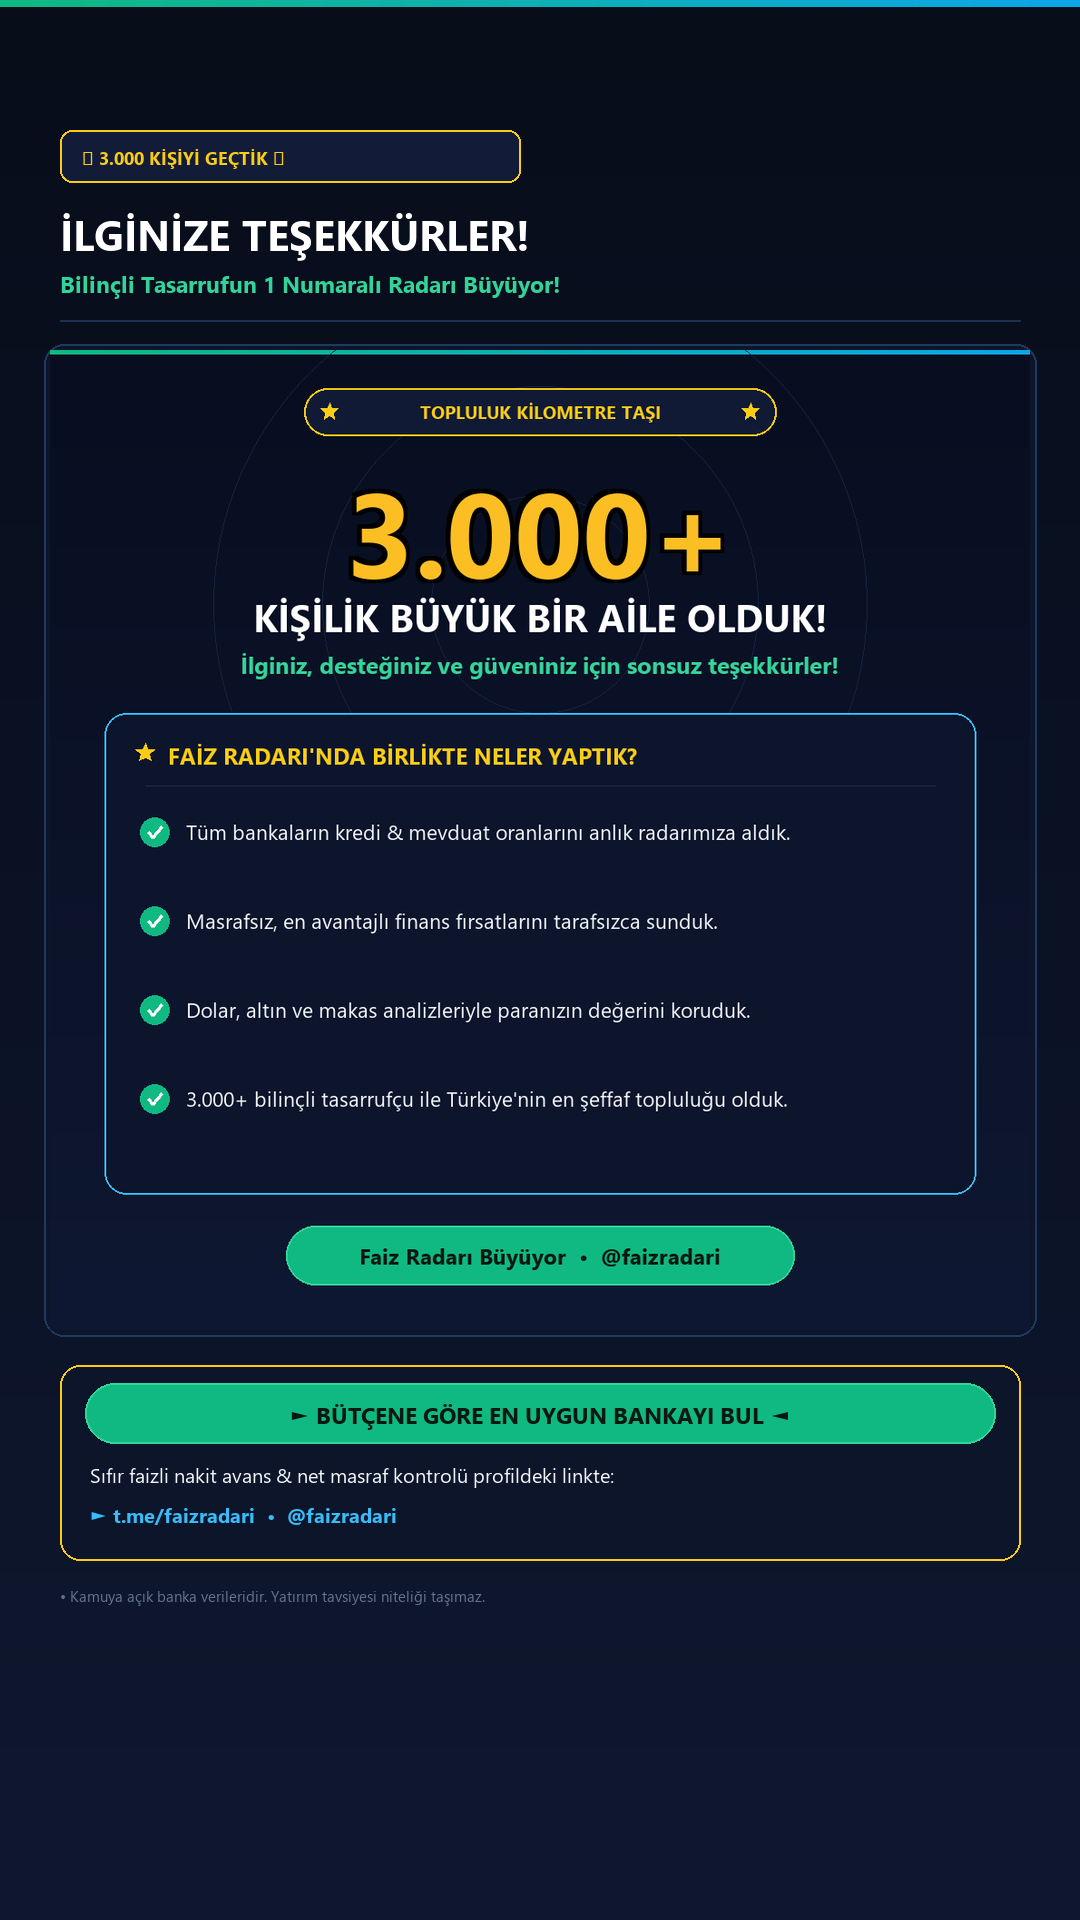 3.000 KİŞİYİ GEÇTİK
İLGİNİZE TEŞEKKÜRLER!
Bilinçli Tasarrufun 1 Numaralı Radarı Büyüyor!
TOPLULUK KİLOMETRE TAŞI
3.000+
KİŞİLİK BÜYÜK BİR AİLE OLDUK!
İlginiz, desteğiniz ve güveniniz için sonsuz teşekkürler!
FAİZ RADARI'NDA BİRLİKTE NELER YAPTIK?
Tüm bankaların kredi & mevduat oranlarını anlık radarımıza aldık.
Masrafsız, en avantajlı finans fırsatlarını tarafsızca sunduk.
Dolar, altın ve makas analizleriyle paranızın değerini koruduk.
3.000+ bilinçli tasarrufçu ile Türkiye'nin en şeffaf topluluğu olduk.
Faiz Radarı Büyüyor • @faizradari
► BÜTÇENE GÖRE EN UYGUN BANKAYI BUL ◄
Sıfır faizli nakit avans & net masraf kontrolü profildeki linkte:
► t.me/faizradari • @faizradari
• Kamuya açık banka verileridir. Yatırım tavsiyesi niteliği taşımaz.